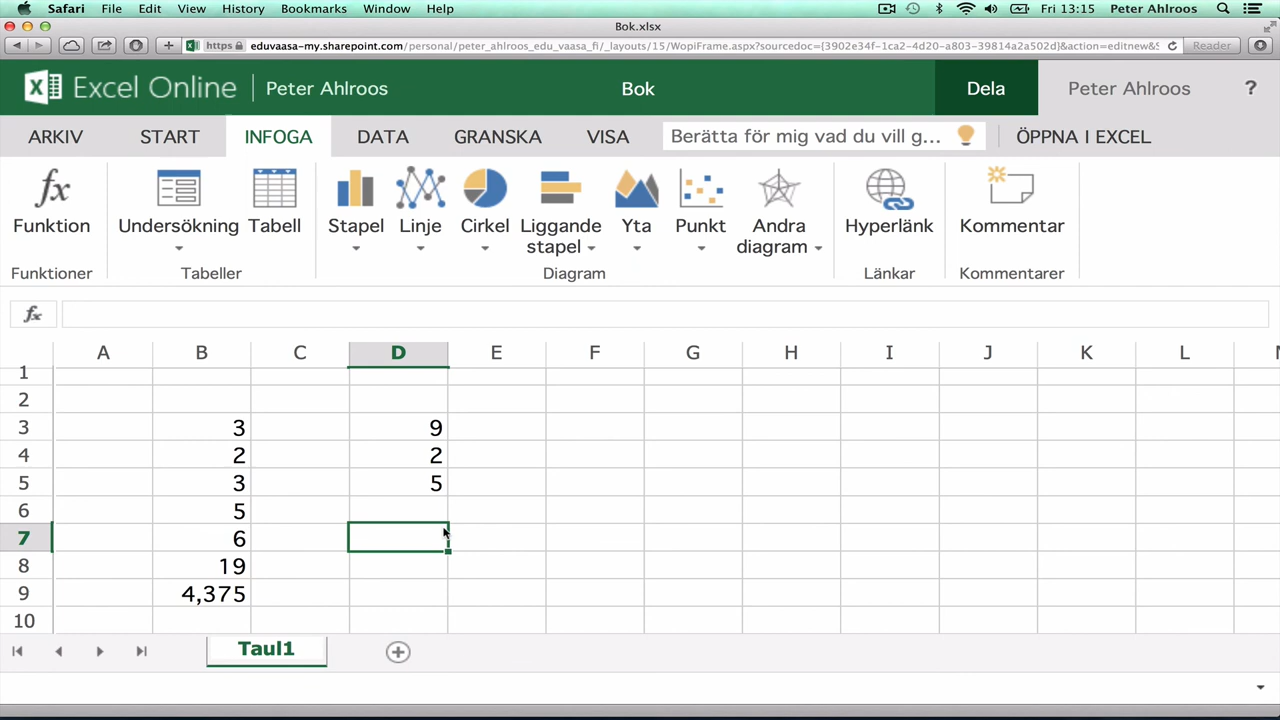 Safari File Edit View History Bookmarks Window Help Fri 13:15 Peter Ahlroos
Bok.xlsx
https eduvaasa-my.sharepoint.com/personal/peter_ahlroos_edu_vaasa_fi/_layouts/15/WopiFrame.aspx?sourcedoc={3902e34f-1ca2-4d20-a803-39814a2a502d}&action=editnew& Reader
Excel Online Peter Ahlroos Bok Dela Peter Ahlroos ?
ARKIV START INFOGA DATA GRANSKA VISA Berätta för mig vad du vill g... ÖPPNA I EXCEL
fx
Funktion Undersökning Tabell Stapel Linje Cirkel Liggande stapel Yta Punkt Andra diagram Hyperlänk Kommentar
Funktioner Tabeller Diagram Länkar Kommentarer
fx
A B C D E F G H I J K L
1
2
3 3 9
4 2 2
5 3 5
6 5
7 6
8 19
9 4,375
10
Taul1